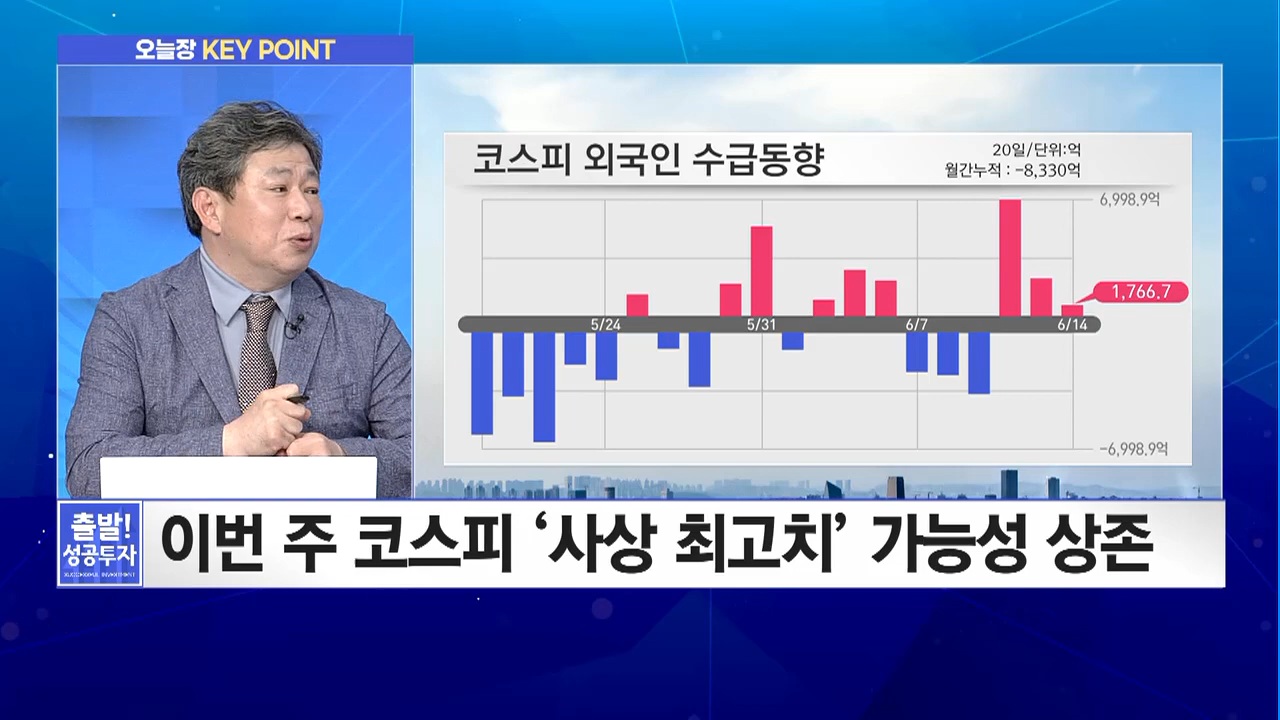 오늘장 KEY POINT
코스피 외국인 수급동향
20일/단위:억
월간누적 : -8,330억
6,998.9억
1,766.7
5/24
5/31
6/7
6/14
-6,998.9억
출발!
성공투자
이번 주 코스피 ‘사상 최고치’ 가능성 상존